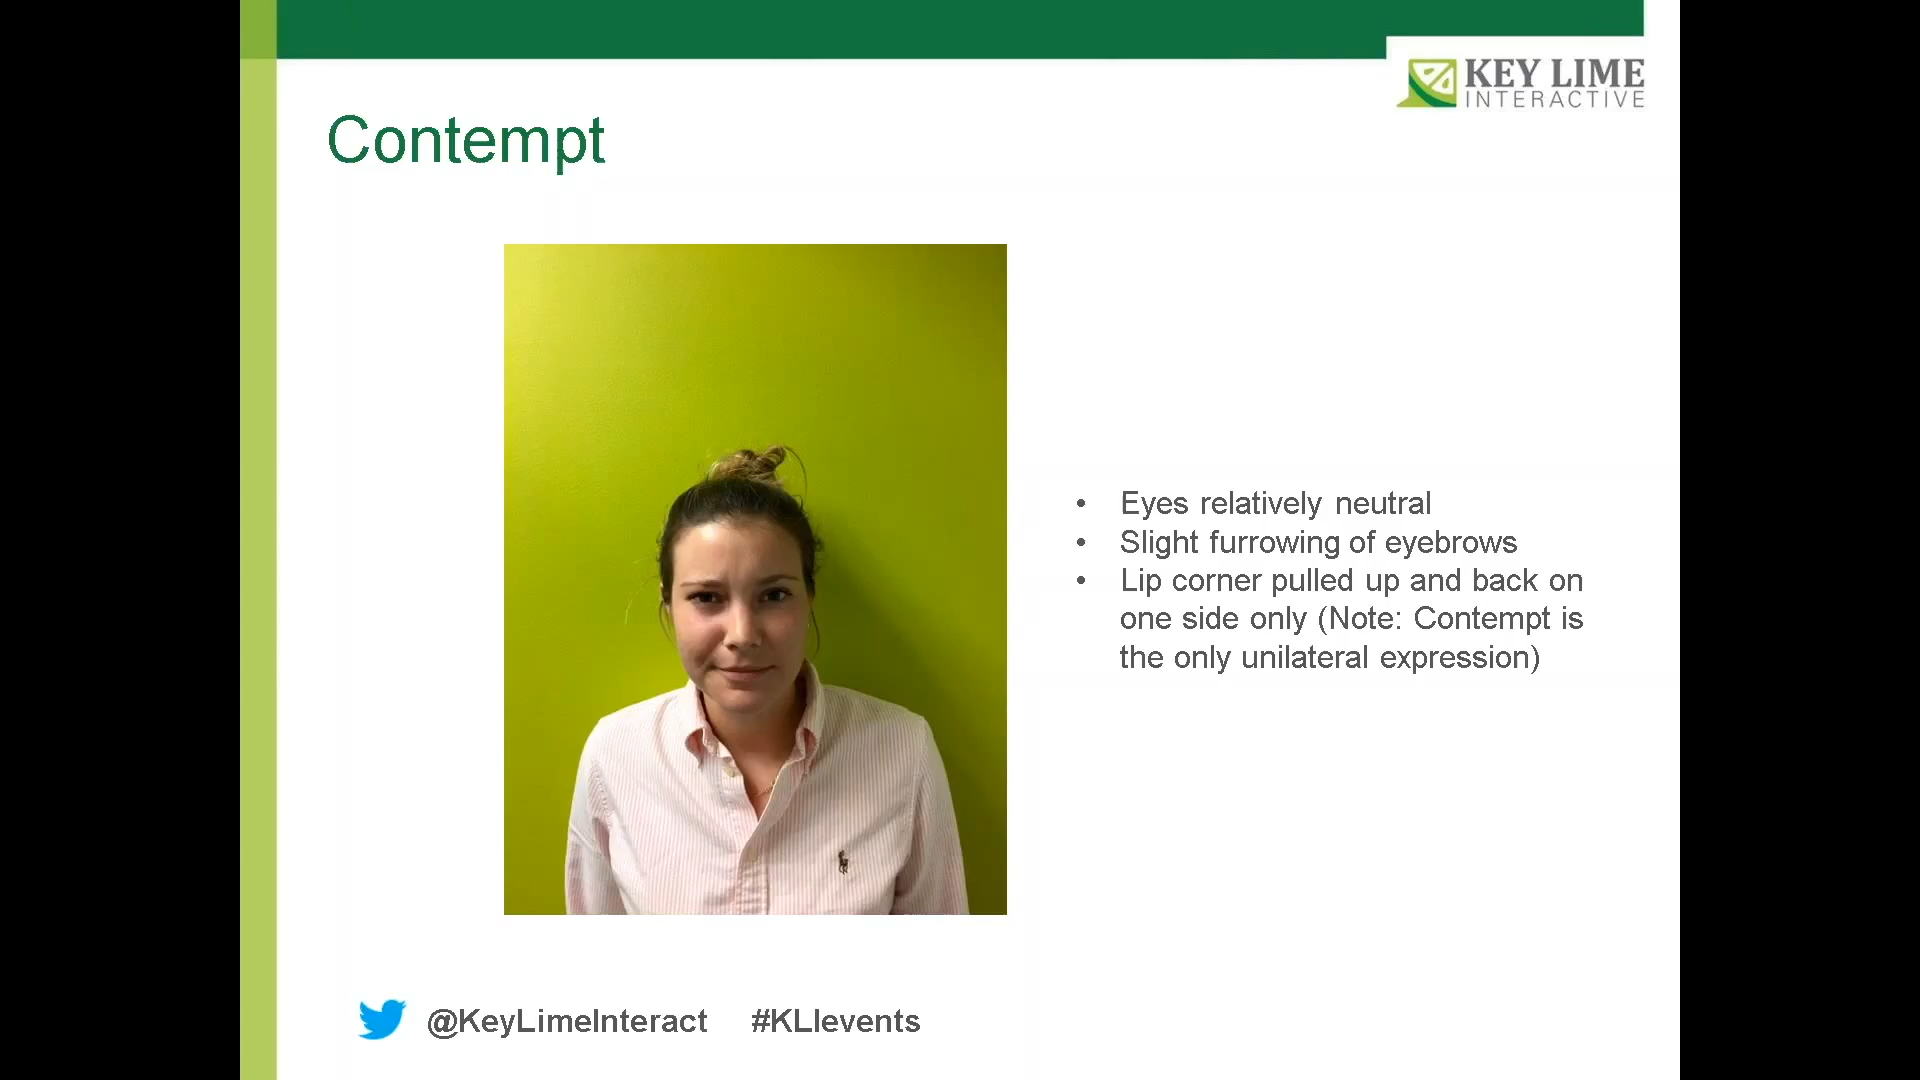 KEY LIME
INTERACTIVE
Contempt
• Eyes relatively neutral
• Slight furrowing of eyebrows
• Lip corner pulled up and back on
one side only (Note: Contempt is
the only unilateral expression)
@KeyLimeInteract #KLIevents